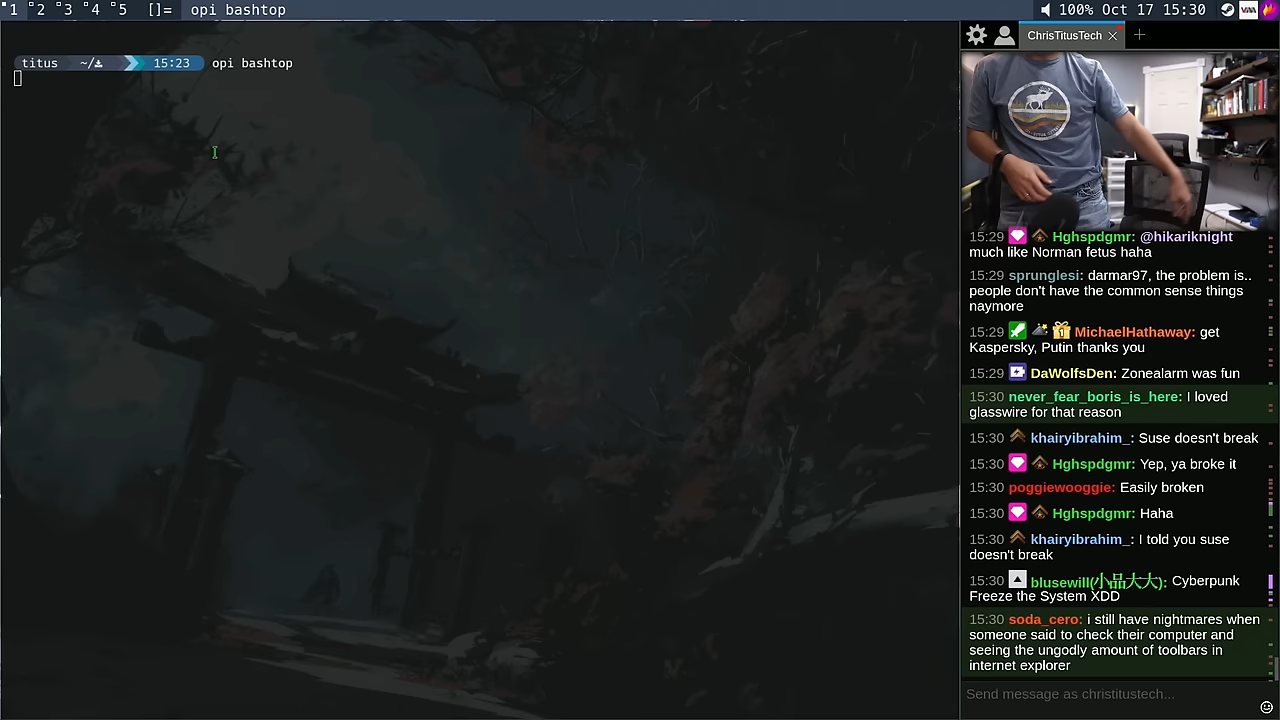 1 2 3 4 5 []= opi bashtop
100% Oct 17 15:30
titus ~/ 15:23 opi bashtop
ChrisTitusTech
15:29 Hghspdgmr: @hikariknight
much like Norman fetus haha
15:29 sprunglesi: darmar97, the problem is..
people don't have the common sense things
naymore
15:29 MichaelHathaway: get
Kaspersky, Putin thanks you
15:29 DaWolfsDen: Zonealarm was fun
15:30 never_fear_boris_is_here: I loved
glasswire for that reason
15:30 khairyibrahim_: Suse doesn't break
15:30 Hghspdgmr: Yep, ya broke it
15:30 poggiewooggie: Easily broken
15:30 Hghspdgmr: Haha
15:30 khairyibrahim_: I told you suse
doesn't break
15:30 blusewill(小品大大): Cyberpunk
Freeze the System XDD
15:30 soda_cero: i still have nightmares when
someone said to check their computer and
seeing the ungodly amount of toolbars in
internet explorer
Send message as christitustech...